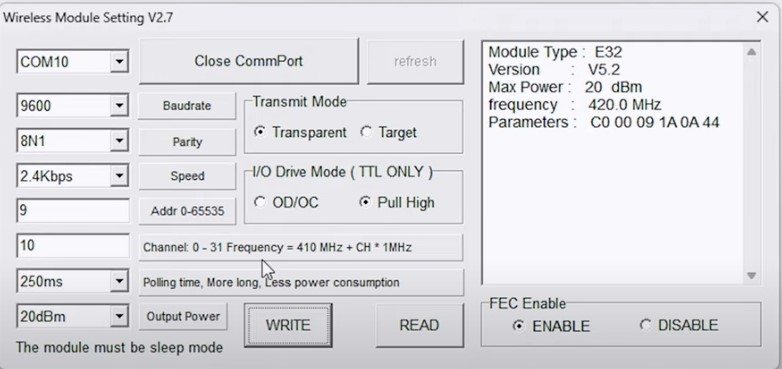 Wireless Module Setting V2.7
COM10
Close CommPort
refresh
9600
Baudrate
8N1
Parity
2.4Kbps
Speed
9
Addr 0-65535
10
Channel: 0 - 31 Frequency = 410 MHz + CH * 1MHz
250ms
Polling time, More long, Less power consumption
20dBm
Output Power
WRITE
READ
The module must be sleep mode
Transmit Mode
Transparent
Target
I/O Drive Mode ( TTL ONLY )
OD/OC
Pull High
Module Type : E32
Version : V5.2
Max Power : 20 dBm
frequency : 420.0 MHz
Parameters : C0 00 09 1A 0A 44
FEC Enable
ENABLE
DISABLE